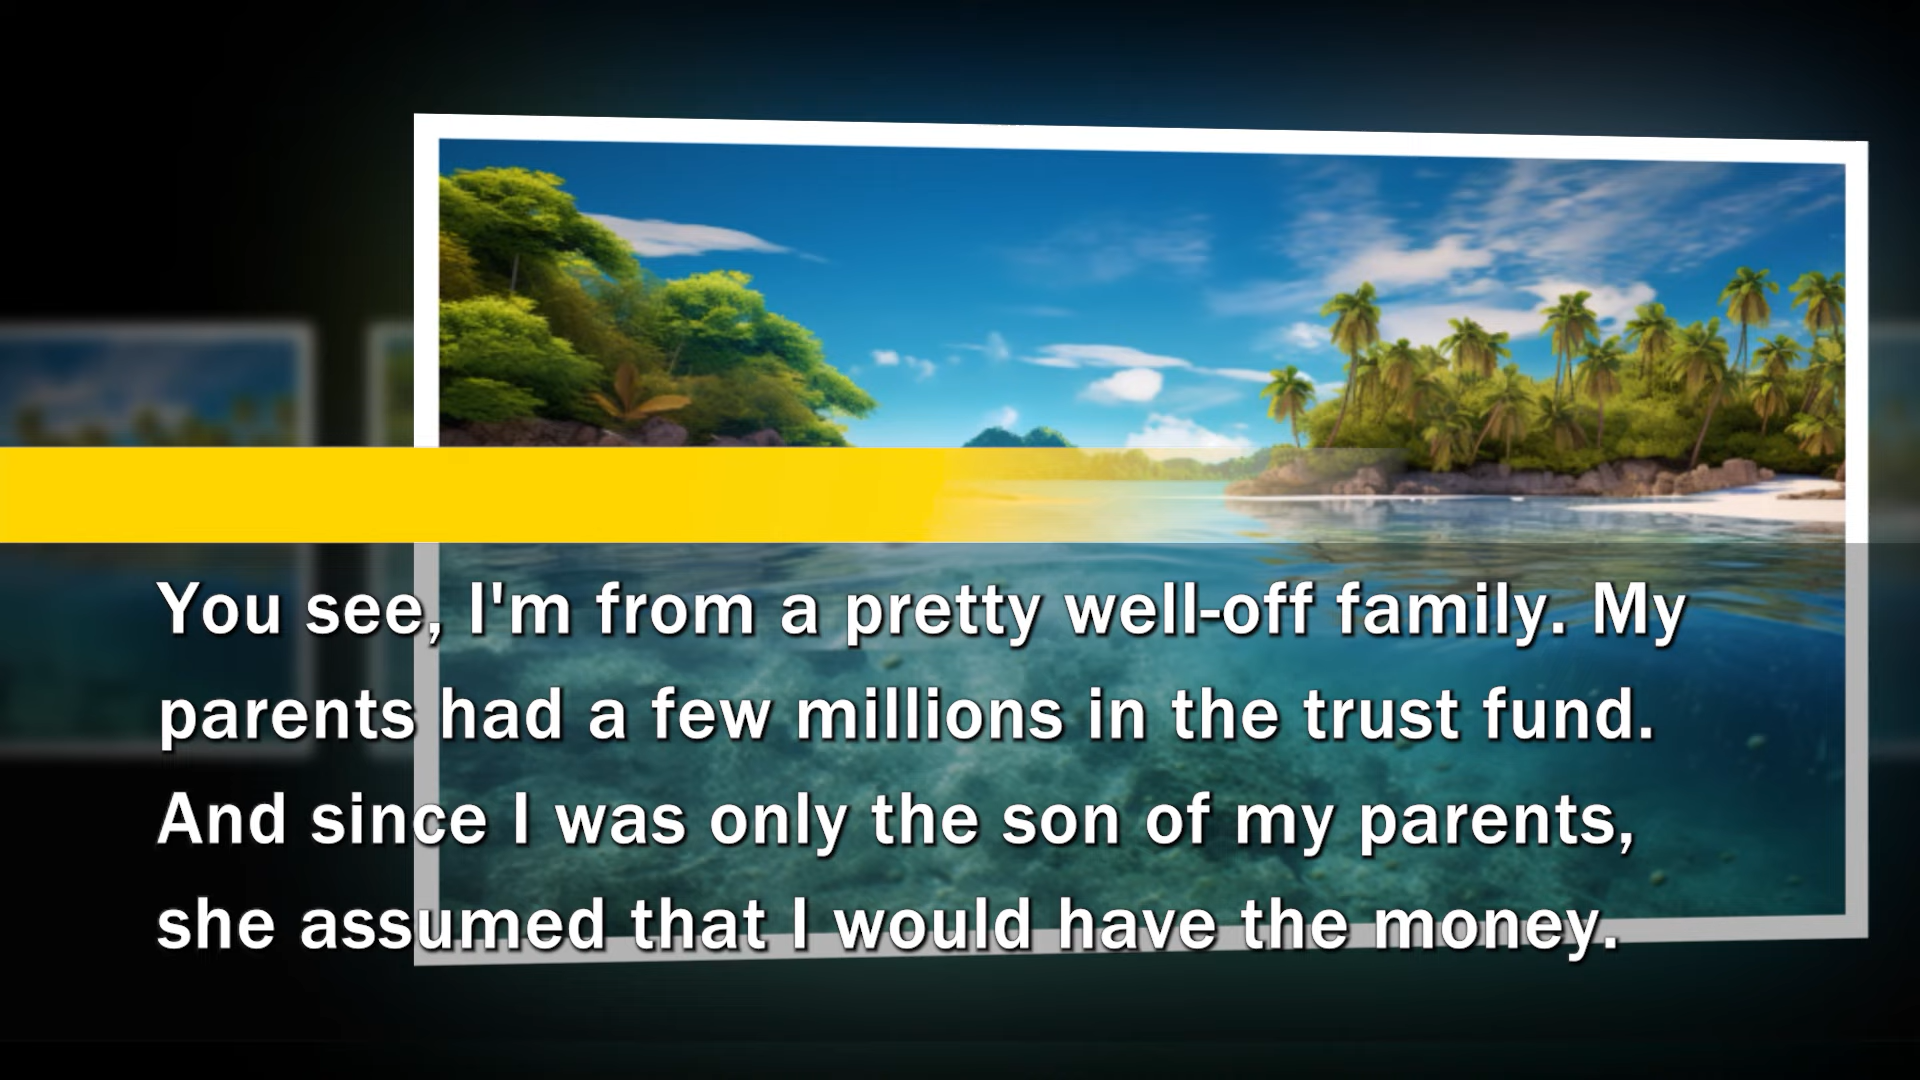 You see, I'm from a pretty well-off family. My
parents had a few millions in the trust fund.
And since I was only the son of my parents,
she assumed that I would have the money.